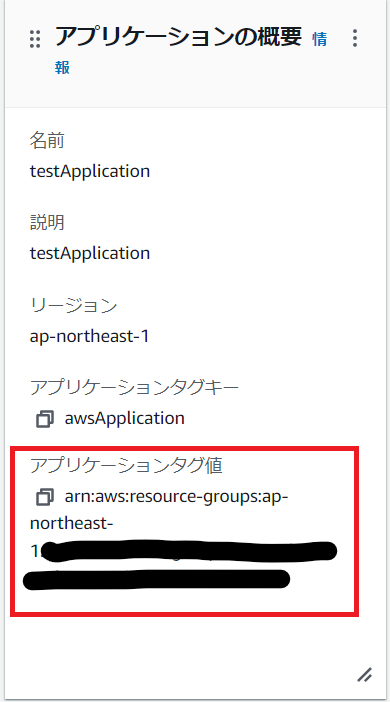 アプリケーションの概要 情
報
名前
testApplication
説明
testApplication
リージョン
ap-northeast-1
アプリケーションタグキー
awsApplication
アプリケーションタグ値
arn:aws:resource-groups:ap-
northeast-
1: